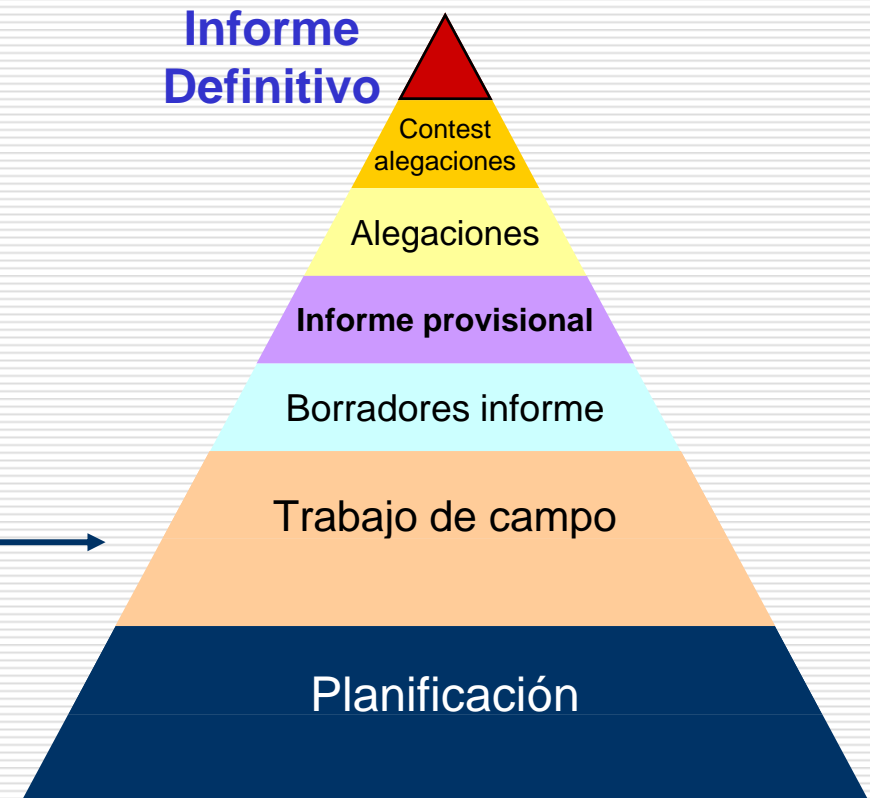 Informe
Definitivo
Contest
alegaciones
Alegaciones
Informe provisional
Borradores informe
Trabajo de campo
Planificación